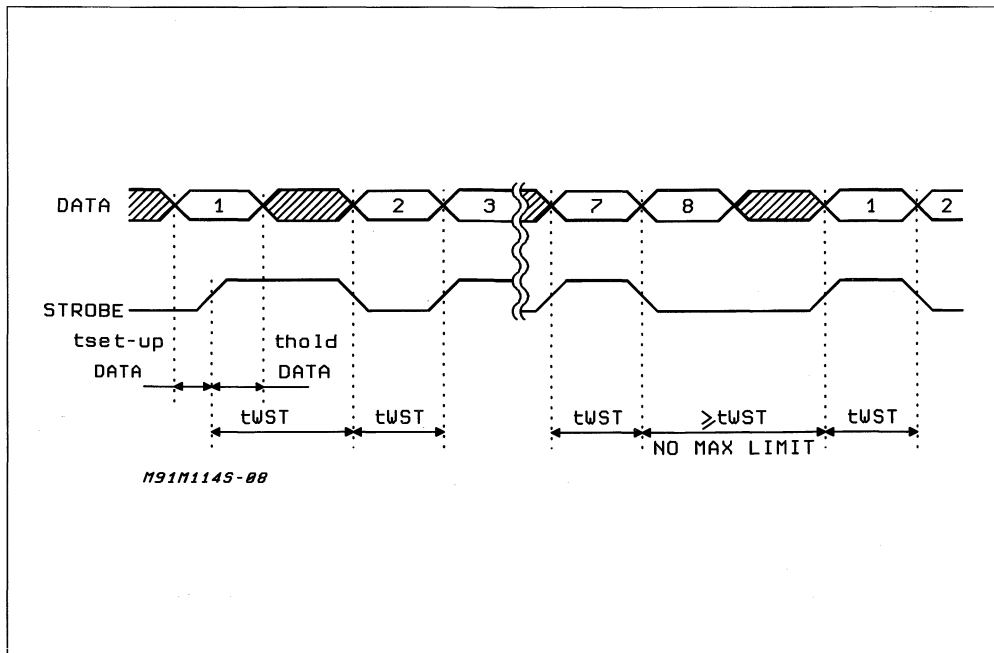 DATA 1 2 3 7 8 1 2
STROBE
tset-up thold
DATA DATA
tWST tWST tWST ⩾tWST tWST
NO MAX LIMIT
M91M114S-08